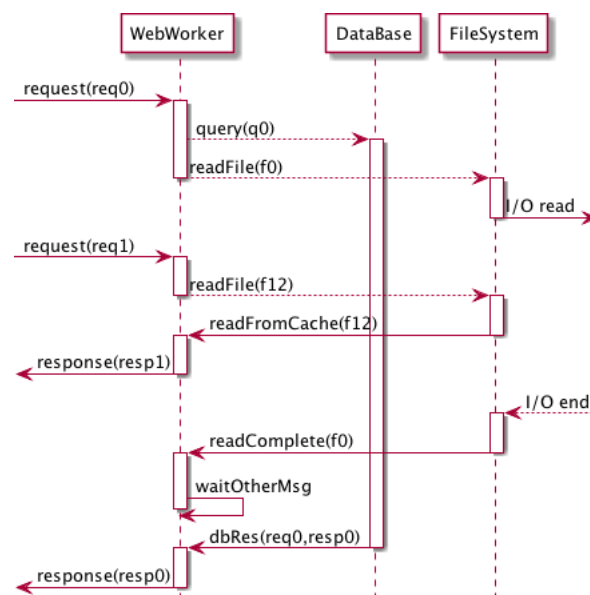 WebWorker
DataBase
FileSystem
request(req0)
query(q0)
readFile(f0)
I/O read
request(req1)
readFile(f12)
readFromCache(f12)
response(resp1)
I/O end
readComplete(f0)
waitOtherMsg
dbRes(req0,resp0)
response(resp0)